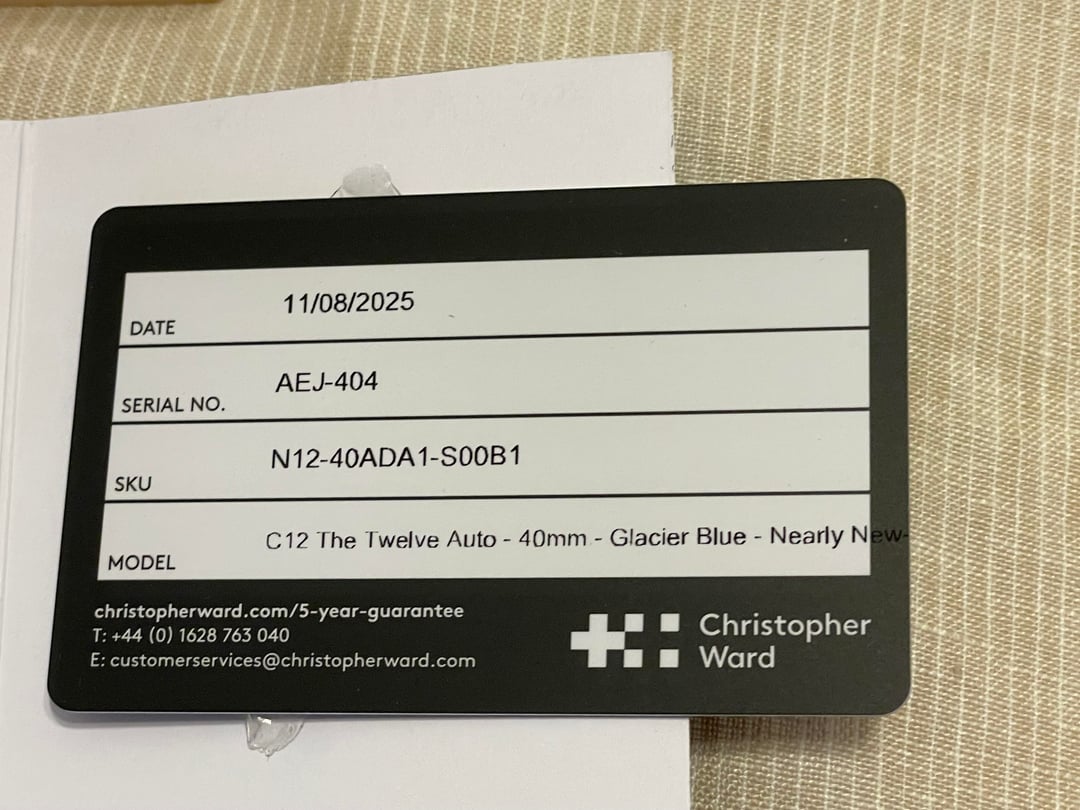 11/08/2025
DATE
AEJ-404
SERIAL NO.
N12-40ADA1-S00B1
SKU
C12 The Twelve Auto - 40mm - Glacier Blue - Nearly New-
MODEL
christopherward.com/5-year-guarantee
T: +44 (0) 1628 763 040
E: customerservices@christopherward.com
Christopher
Ward